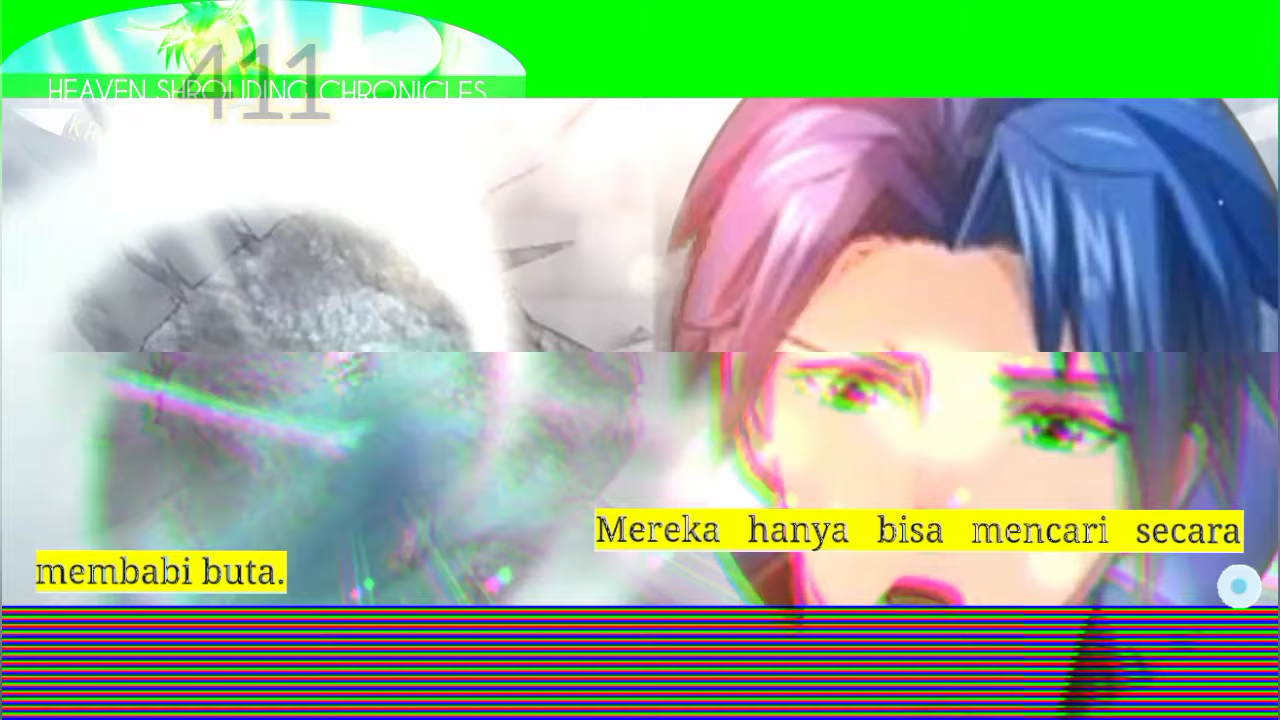 411
HEAVEN SHROUDING CHRONICLES
Mereka hanya bisa mencari secara
membabi buta.